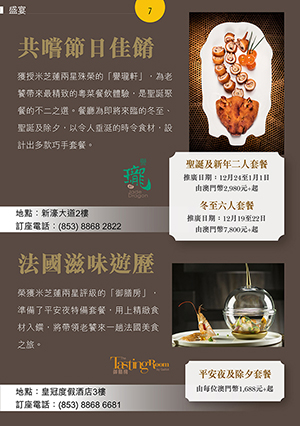 盛宴
7
共嚐節日佳餚
獲授米芝蓮兩星殊榮的「譽瓏軒」，為老
饕帶來最精致的粵菜餐飲體驗，是聖誕聚
餐的不二之選。餐廳為即將來臨的冬至、
聖誕及除夕，以令人垂涎的時令食材，設
計出多款巧手套餐。
瓏
聖誕及新年二人套餐
推廣日期：12月24至1月1日
由澳門幣2,980元+起
冬至六人套餐
推廣日期：12月19至22日
由澳門幣7,800元+起
地點：新濠大道2樓
訂座電話：(853) 8868 2822
法國滋味遊歷
榮獲米芝蓮兩星評級的「御膳房」，
準備了平安夜特備套餐，用上精緻食
材入饌，將帶領老饕來一趟法國美食
之旅。
The
Tasting Room
御膳房
平安夜及除夕套餐
由每位澳門幣1,688元+起
地點：皇冠度假酒店3樓
訂座電話：(853) 8868 6681